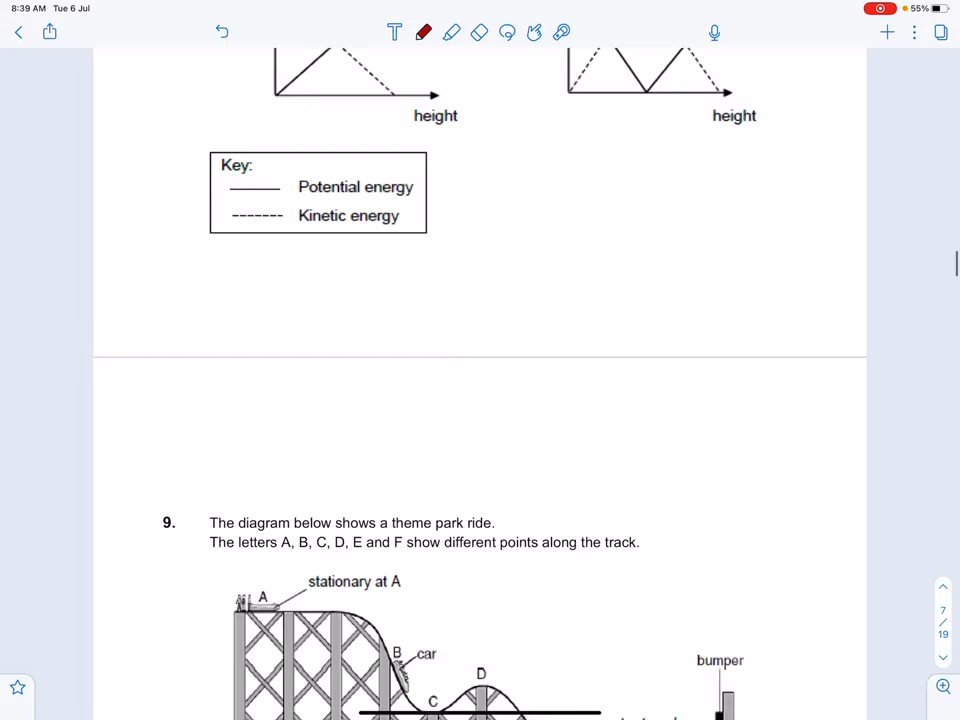 8:39 AM Tue 6 Jul
55%
T
height
height
Key:
Potential energy
Kinetic energy
9. The diagram below shows a theme park ride.
The letters A, B, C, D, E and F show different points along the track.
stationary at A
A
B
car
C
D
bumper
7
/
19